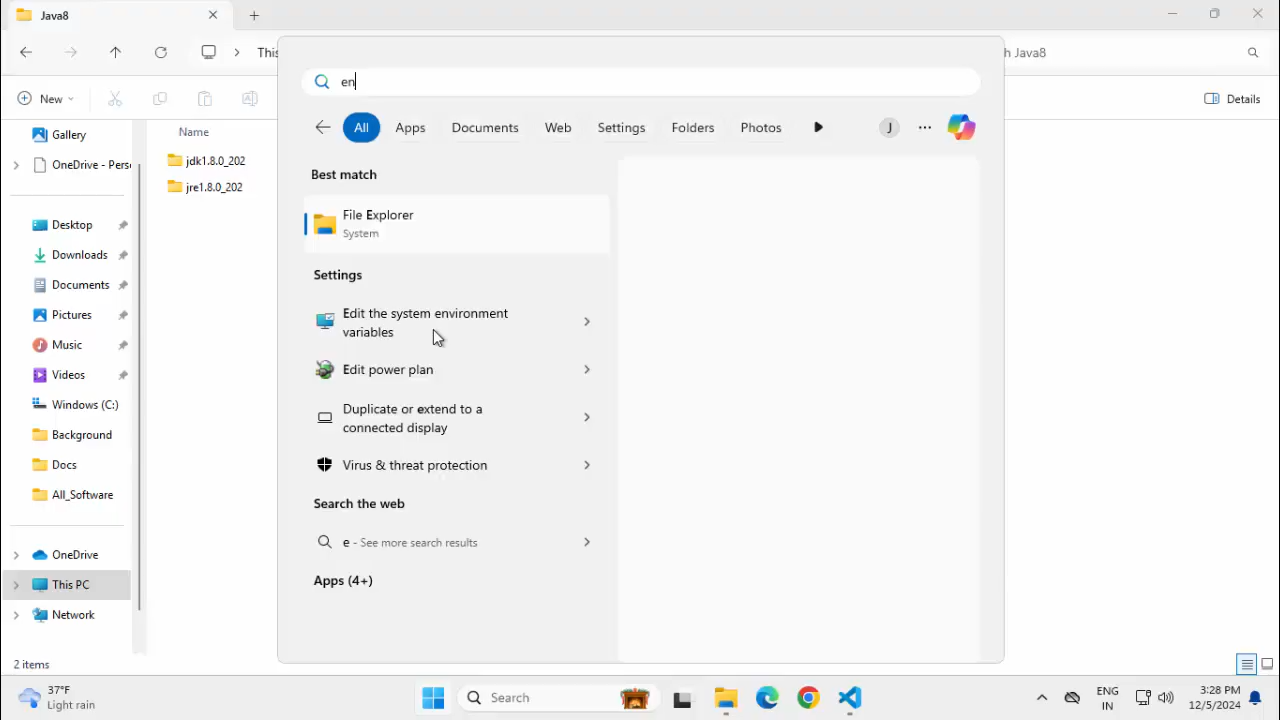 Java8
This
h Java8
en
New
Details
All
Apps
Documents
Web
Settings
Folders
Photos
J
Gallery
OneDrive - Pers
Desktop
Downloads
Documents
Pictures
Music
Videos
Windows (C:)
Background
Docs
All_Software
OneDrive
This PC
Network
Name
jdk1.8.0_202
jre1.8.0_202
Best match
File Explorer
System
Settings
Edit the system environment
variables
Edit power plan
Duplicate or extend to a
connected display
Virus & threat protection
Search the web
e - See more search results
Apps (4+)
2 items
37°F
Light rain
Search
ENG
IN
3:28 PM
12/5/2024